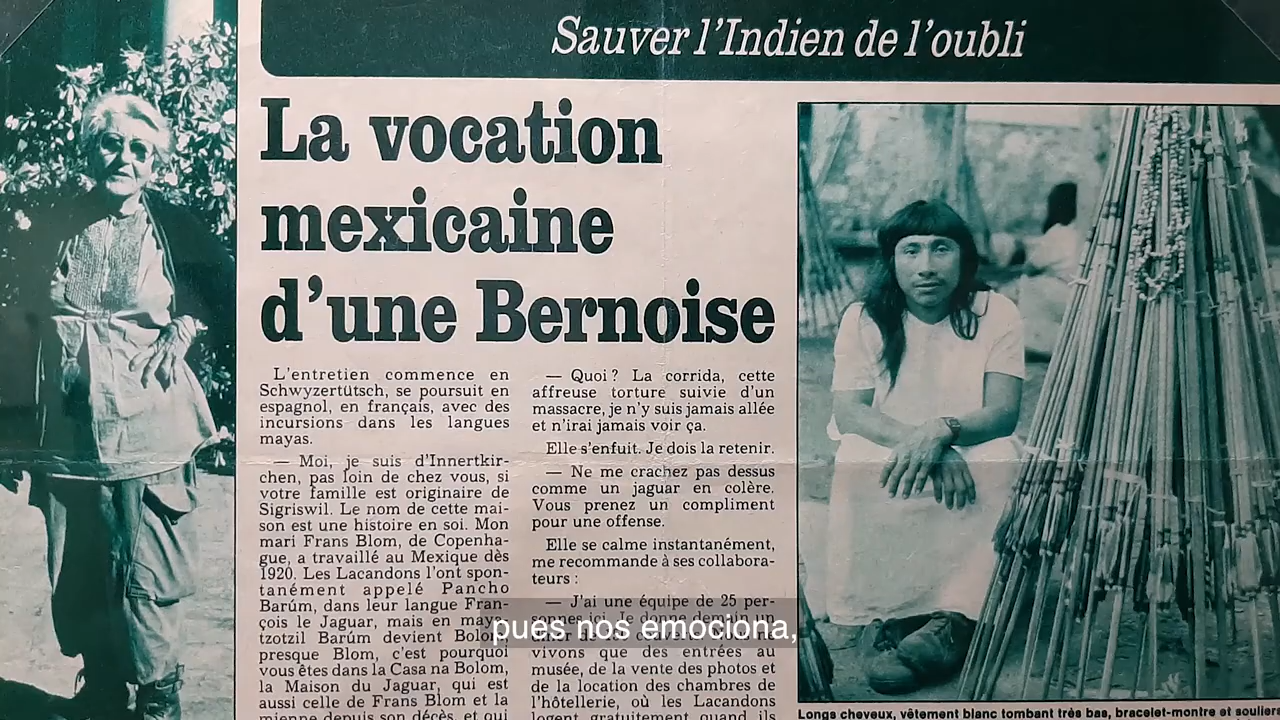 Sauver l'Indien de l'oubli
La vocation
mexicaine
d'une Bernoise
L'entretien commence en
Schwyzertütsch, se poursuit en
espagnol, en français, avec des
incursions dans les langues
mayas.
— Moi, je suis d'Innertkir-
chen, pas loin de chez vous, si
votre famille est originaire de
Sigriswil. Le nom de cette mai-
son est une histoire en soi. Mon
mari Frans Blom, de Copenha-
gue, a travaillé au Mexique dès
1920. Les Lacandons l'ont spon-
tanément appelé Pancho
Barúm, dans leur langue Fran-
çois le Jaguar, mais en maya
tzotzil Barúm devient Bolom,
presque Blom, c'est pourquoi
vous êtes dans la Casa na Bolom,
la Maison du Jaguar, qui est
aussi celle de Frans Blom et la
mienne depuis son décès, et qui
— Quoi ? La corrida, cette
affreuse torture suivie d'un
massacre, je n'y suis jamais allée
et n'irai jamais voir ça.
Elle s'enfuit. Je dois la retenir.
— Ne me crachez pas dessus
comme un jaguar en colère.
Vous prenez un compliment
pour une offense.
Elle se calme instantanément,
me recommande à ses collabora-
teurs :
— J'ai une équipe de 25 per-
sonnes ici. Je donne demain un
vivons que des entrées au
musée, de la vente des photos et
de la location des chambres de
l'hôtellerie, où les Lacandons
logent gratuitement quand ils
Longs cheveux, vêtement blanc tombant très bas, bracelet-montre et souliers
pues nos emociona,